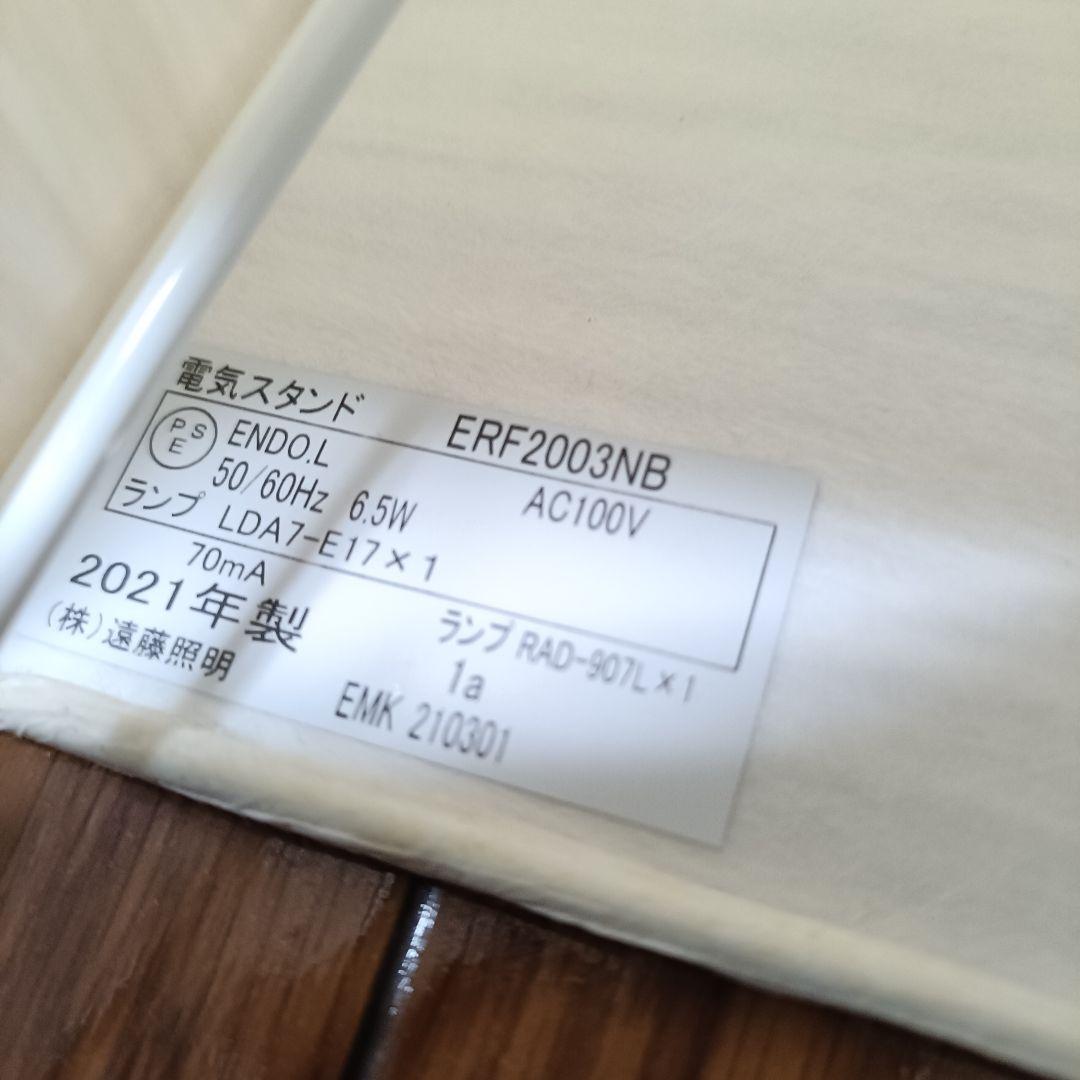 電気スタンド ERF2003NB
PSE ENDO.L AC100V
50/60Hz 6.5W
ランプ LDA7-E17×1
70mA
2021年製 ランプ RAD-907L×1
(株)遠藤照明 1a
EMK 210301